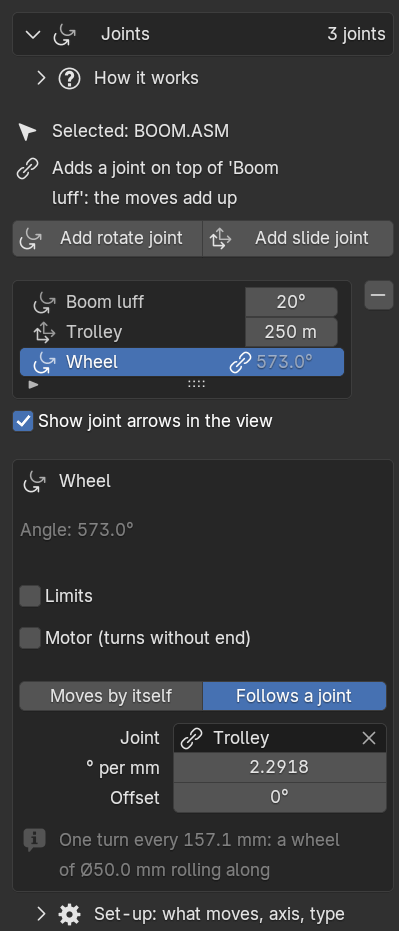 Joints 3 joints
How it works
Selected: BOOM.ASM
Adds a joint on top of 'Boom
luff': the moves add up
Add rotate joint Add slide joint
Boom luff 20°
Trolley 250 m
Wheel 573.0°
Show joint arrows in the view
Wheel
Angle: 573.0°
Limits
Motor (turns without end)
Moves by itself Follows a joint
Joint Trolley
° per mm 2.2918
Offset 0°
One turn every 157.1 mm: a wheel
of Ø50.0 mm rolling along
Set-up: what moves, axis, type